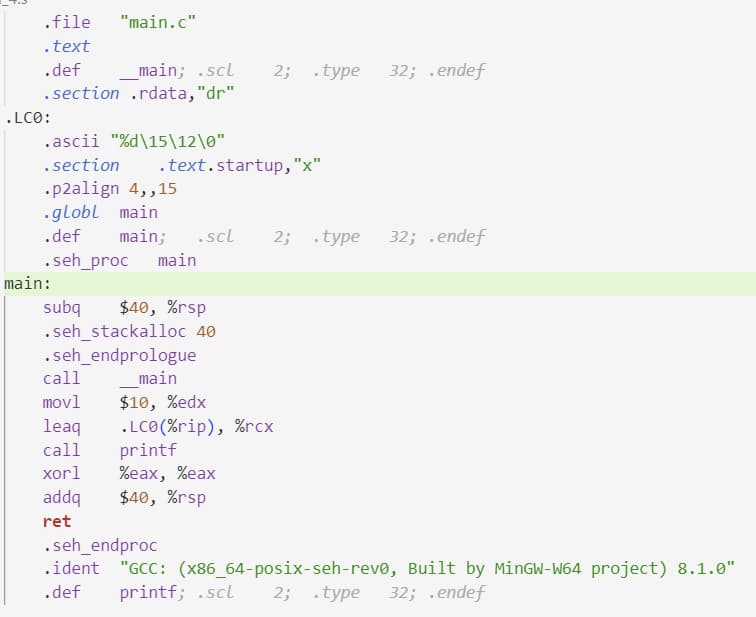 .file "main.c"
.text
.def __main; .scl 2; .type 32; .endef
.section .rdata,"dr"
.LC0:
.ascii "%d\15\12\0"
.section .text.startup,"x"
.p2align 4,,15
.globl main
.def main; .scl 2; .type 32; .endef
.seh_proc main
main:
subq $40, %rsp
.seh_stackalloc 40
.seh_endprologue
call __main
movl $10, %edx
leaq .LC0(%rip), %rcx
call printf
xorl %eax, %eax
addq $40, %rsp
ret
.seh_endproc
.ident "GCC: (x86_64-posix-seh-rev0, Built by MinGW-W64 project) 8.1.0"
.def printf; .scl 2; .type 32; .endef